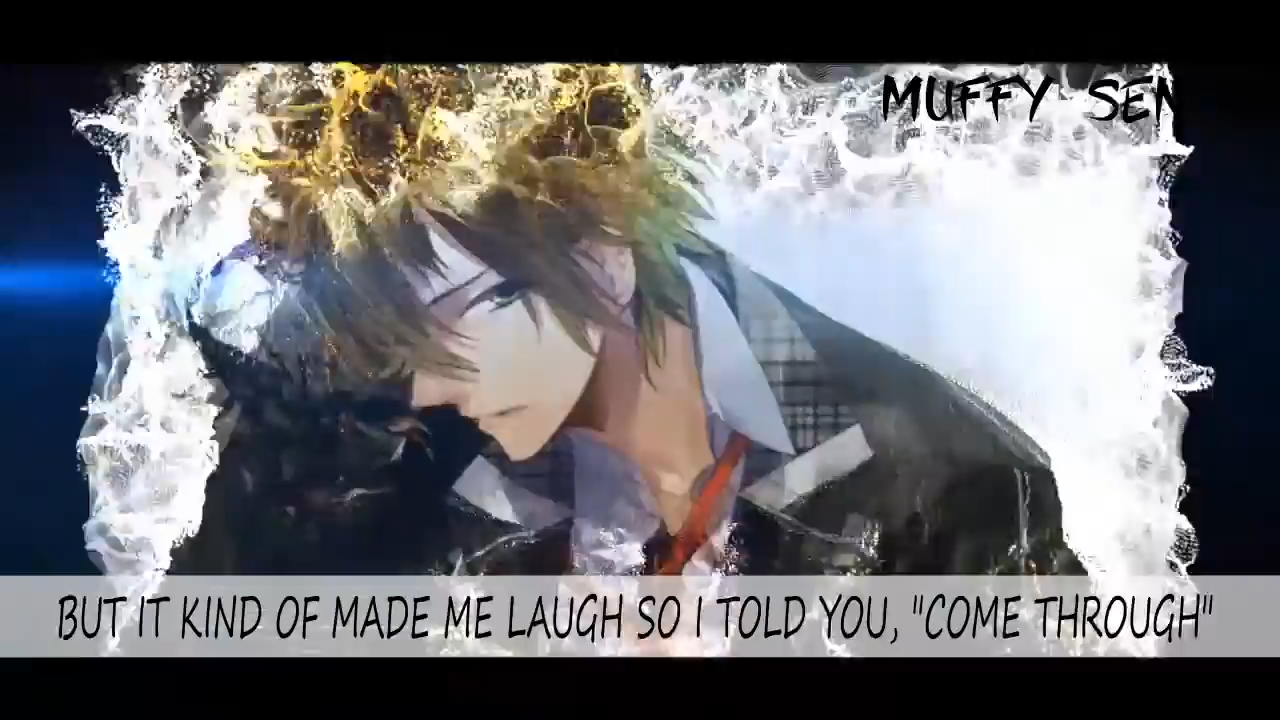 MUFFY SEN
BUT IT KIND OF MADE ME LAUGH SO I TOLD YOU, "COME THROUGH"